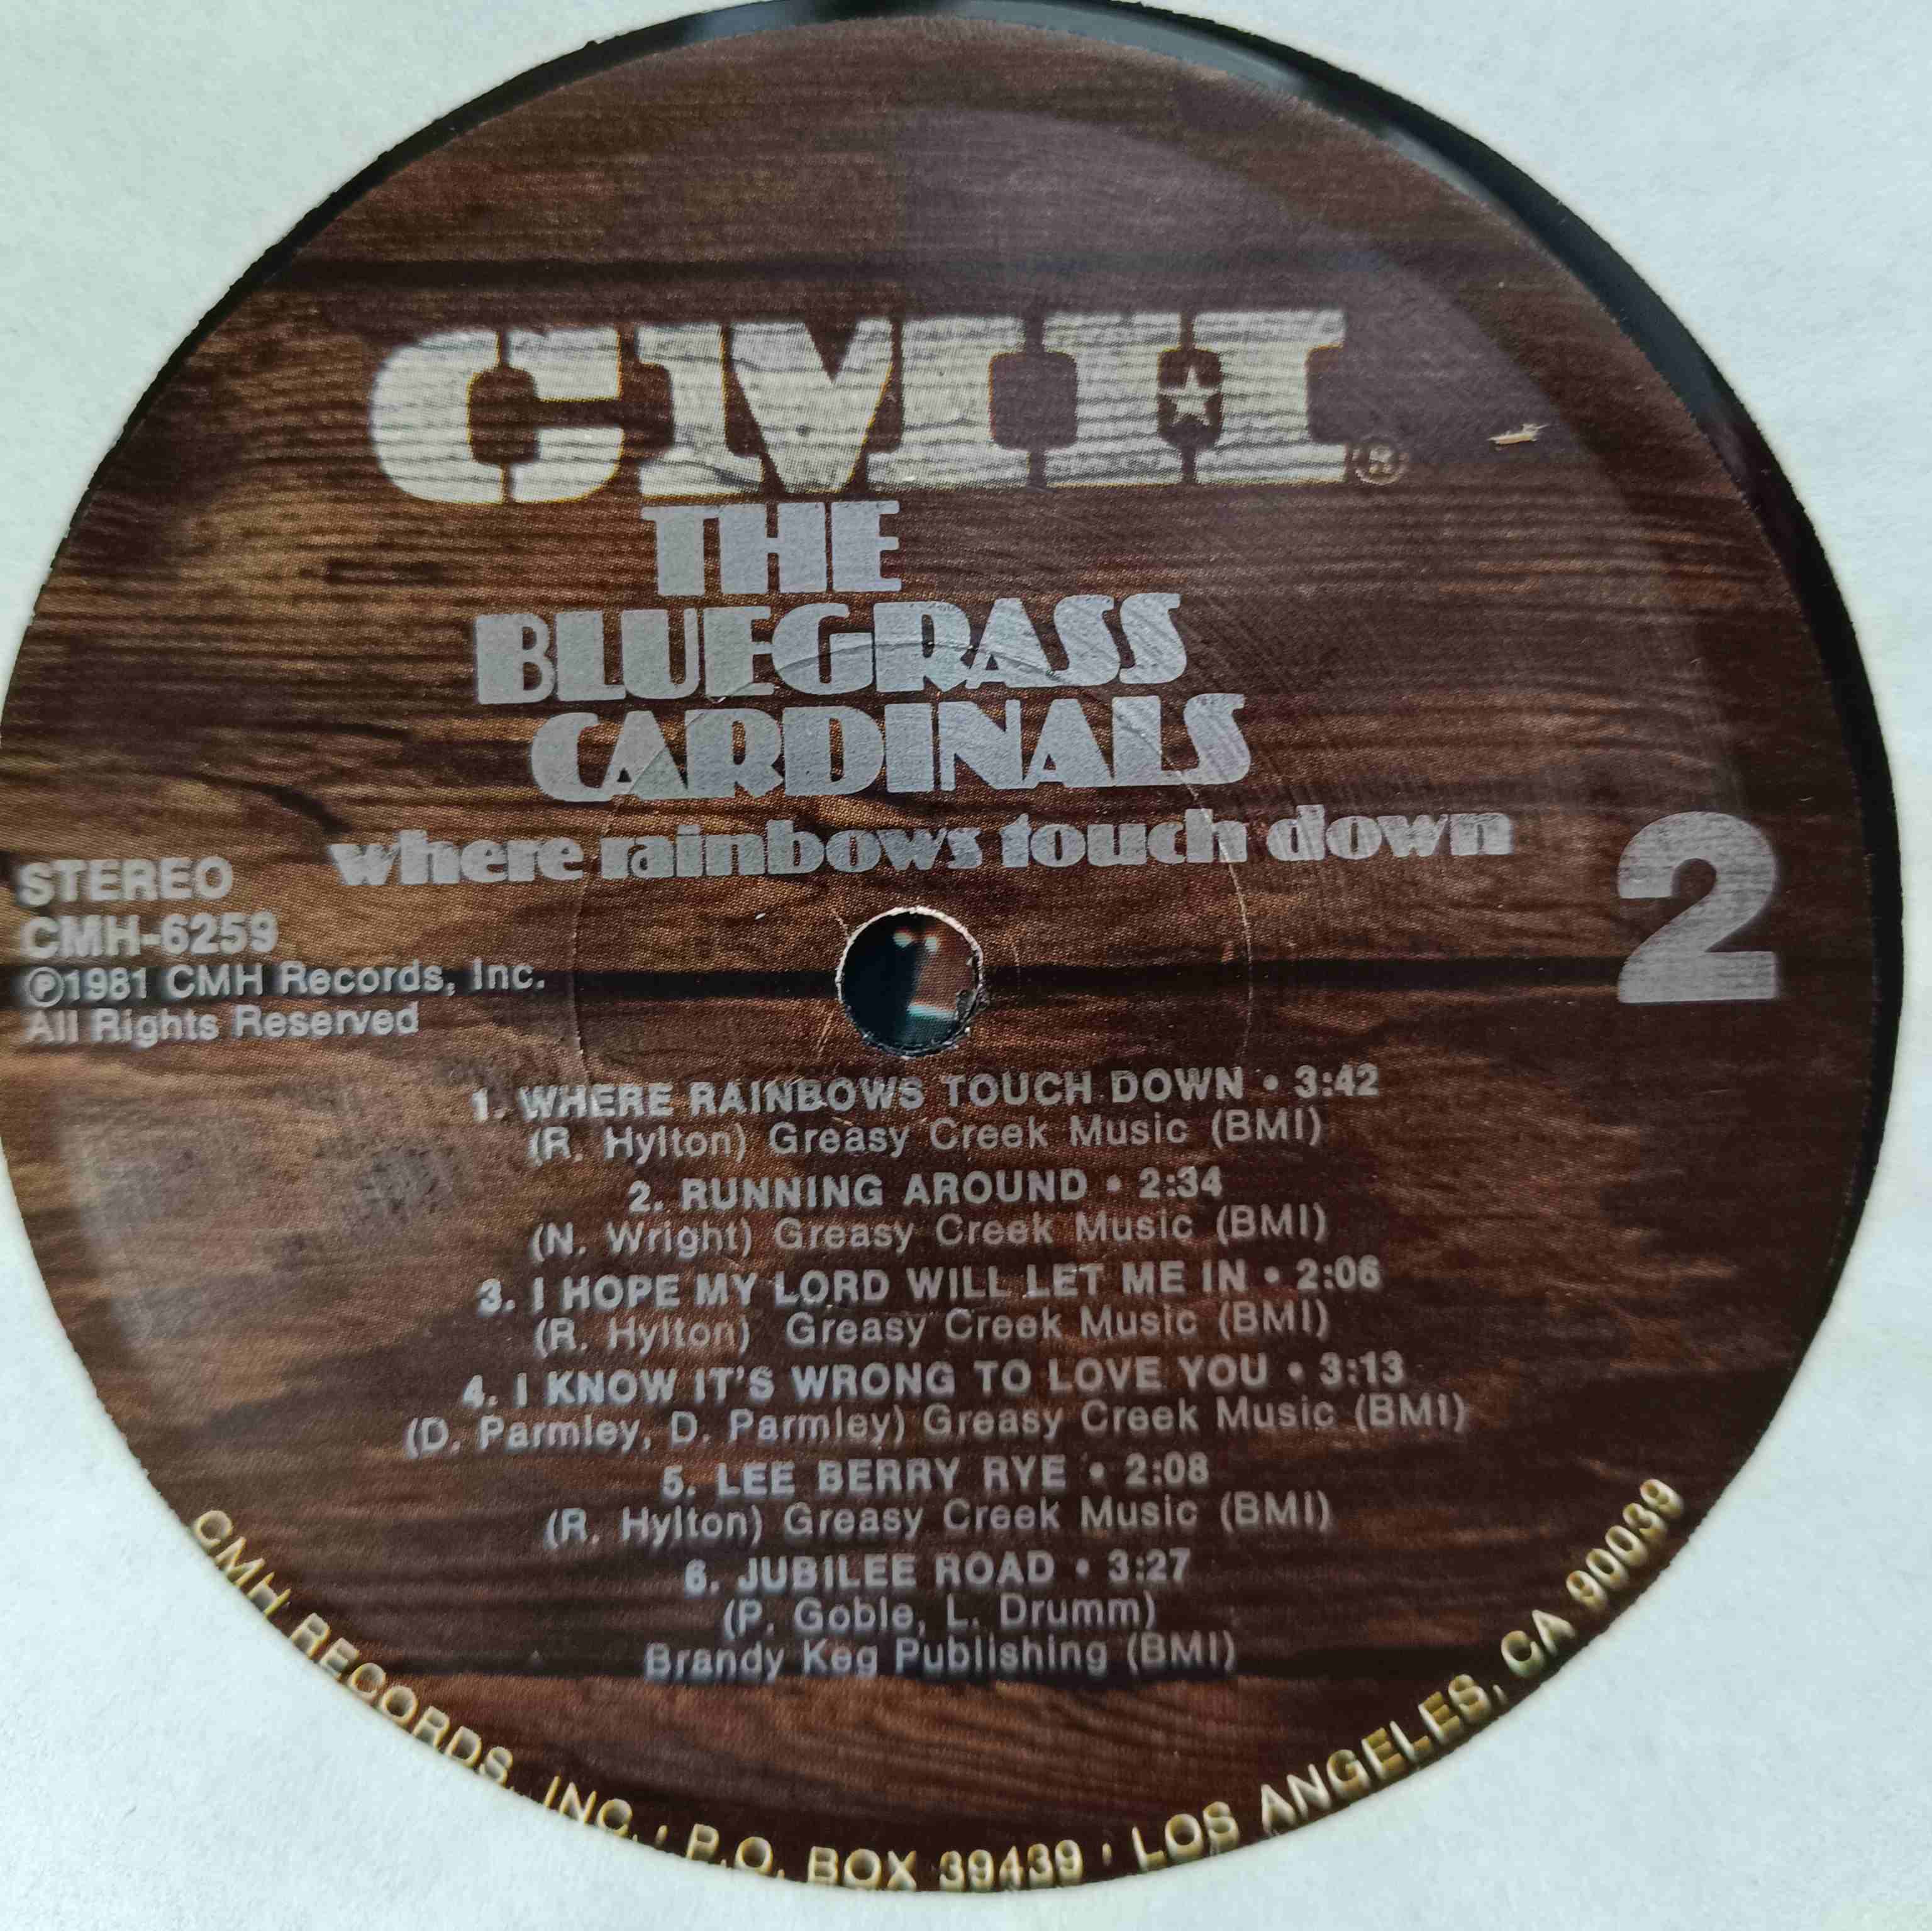 CMH®
THE
BLUEGRASS
CARDINALS
where rainbows touch down
STEREO
CMH-6259
℗1981 CMH Records, Inc.
All Rights Reserved
2
1. WHERE RAINBOWS TOUCH DOWN • 3:42
(R. Hylton) Greasy Creek Music (BMI)
2. RUNNING AROUND • 2:34
(N. Wright) Greasy Creek Music (BMI)
3. I HOPE MY LORD WILL LET ME IN • 2:06
(R. Hylton) Greasy Creek Music (BMI)
4. I KNOW IT'S WRONG TO LOVE YOU • 3:13
(D. Parmley, D. Parmley) Greasy Creek Music (BMI)
5. LEE BERRY RYE • 2:08
(R. Hylton) Greasy Creek Music (BMI)
6. JUBILEE ROAD • 3:27
(P. Goble, L. Drumm)
Brandy Keg Publishing (BMI)
CMH RECORDS, INC. • P.O. BOX 39439 • LOS ANGELES, CA 90039